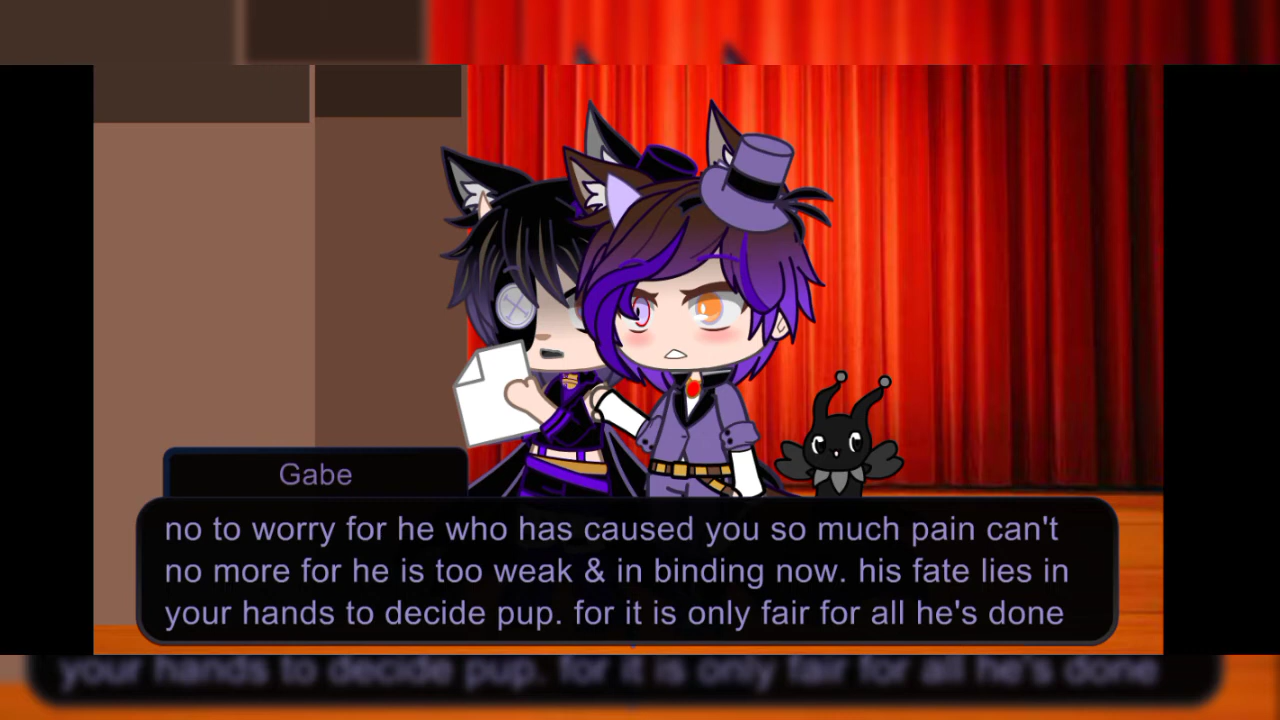 Gabe
no to worry for he who has caused you so much pain can't
no more for he is too weak & in binding now. his fate lies in
your hands to decide pup. for it is only fair for all he's done
your hands to decide pup. for it is only fair for all he's done